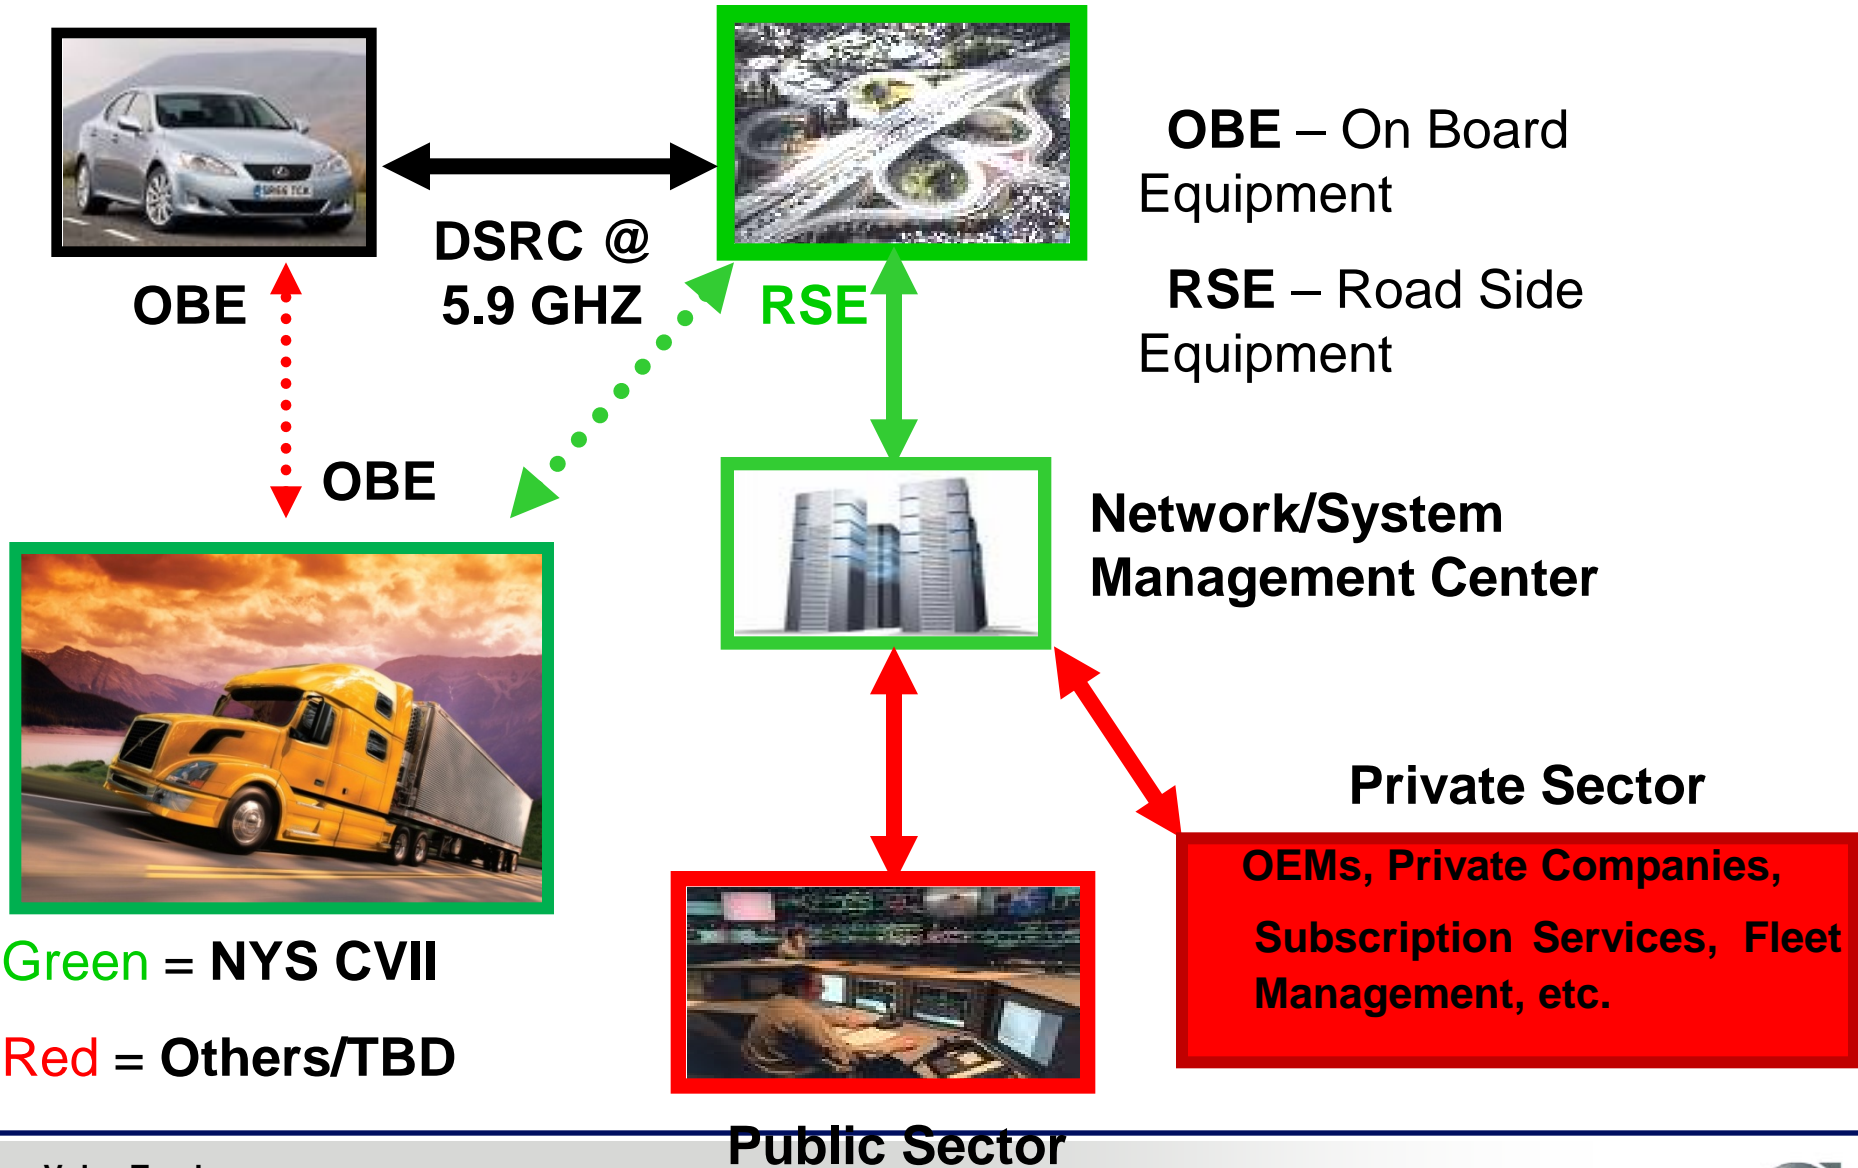 OBE – On Board
Equipment
RSE – Road Side
Equipment
DSRC @
5.9 GHZ
OBE
RSE
OBE
Network/System
Management Center
Private Sector
OEMs, Private Companies,
Subscription Services, Fleet
Management, etc.
Green = NYS CVII
Red = Others/TBD
Public Sector